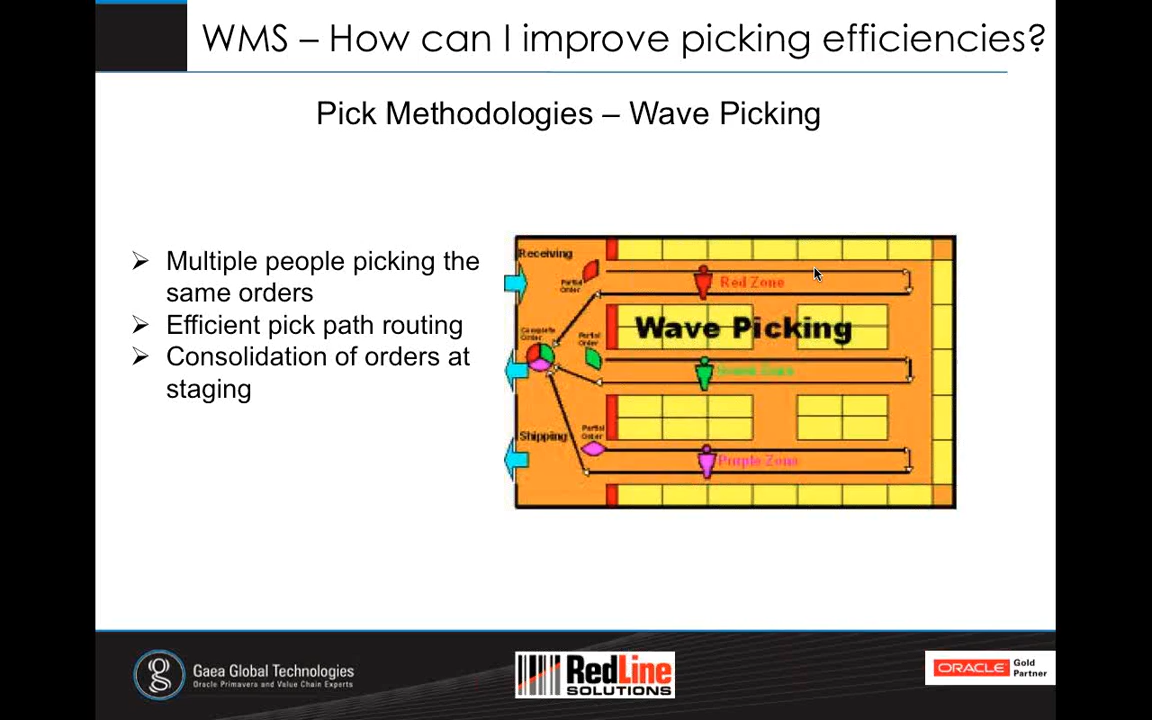 WMS – How can I improve picking efficiencies?
Pick Methodologies – Wave Picking
➢ Multiple people picking the
same orders
➢ Efficient pick path routing
➢ Consolidation of orders at
staging
Receiving
Partial
Order
Red Zone
Wave Picking
Complete
Order
Partial
Order
Green Zone
Shipping
Partial
Order
Purple Zone
g
Gaea Global Technologies
Oracle Primavera and Value Chain Experts
RedLine
SOLUTIONS
ORACLE
Gold
Partner